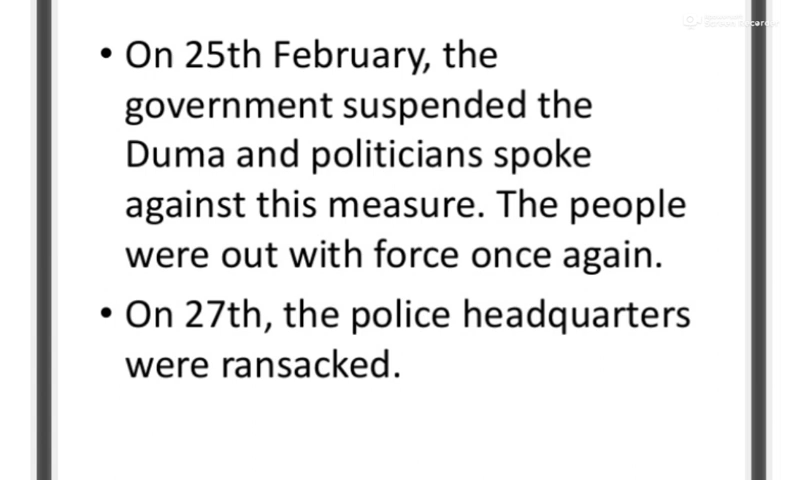 • On 25th February, the
government suspended the
Duma and politicians spoke
against this measure. The people
were out with force once again.
• On 27th, the police headquarters
were ransacked.